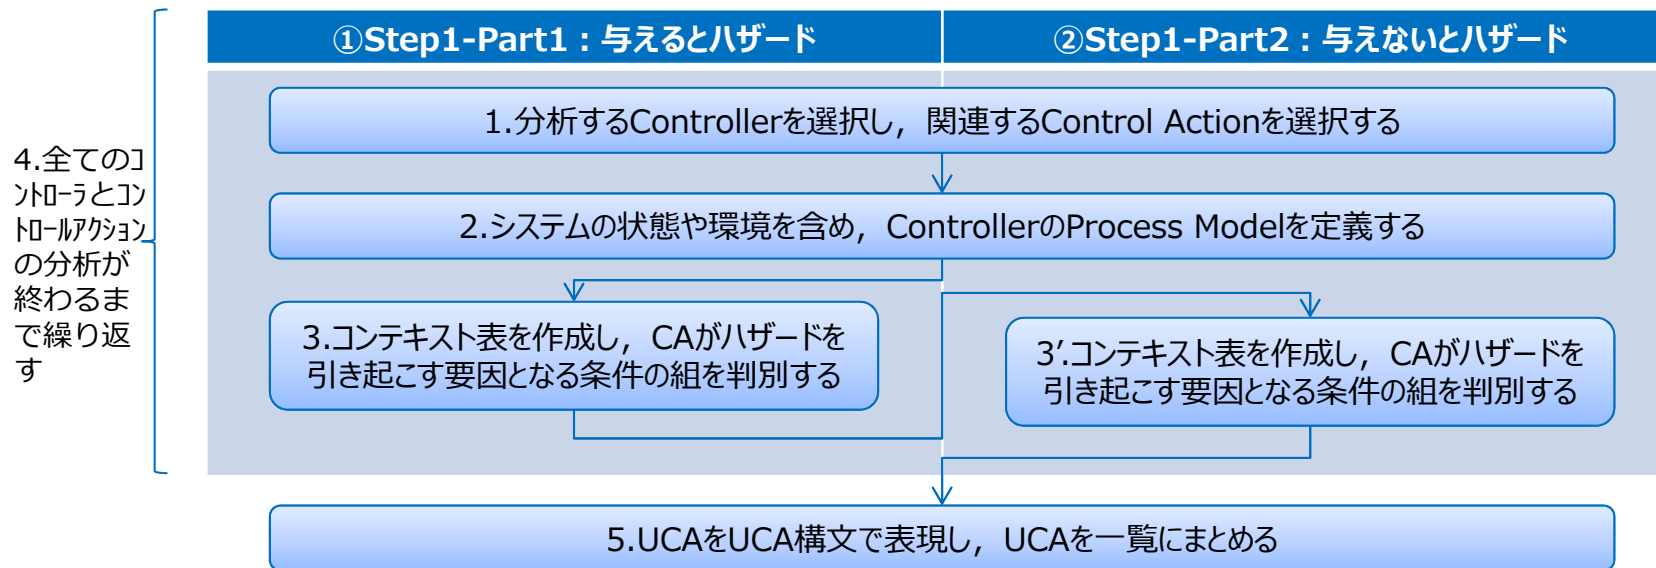 ①Step1-Part1：与えるとハザード
②Step1-Part2：与えないとハザード
1.分析するControllerを選択し，関連するControl Actionを選択する
4.全てのｺ
ﾝﾄﾛｰﾗとｺﾝ
ﾄﾛｰﾙｱｸｼｮﾝ
の分析が
終わるま
で繰り返
す
2.システムの状態や環境を含め，ControllerのProcess Modelを定義する
3.コンテキスト表を作成し，CAがハザードを
引き起こす要因となる条件の組を判別する
3’.コンテキスト表を作成し，CAがハザードを
引き起こす要因となる条件の組を判別する
5.UCAをUCA構文で表現し，UCAを一覧にまとめる